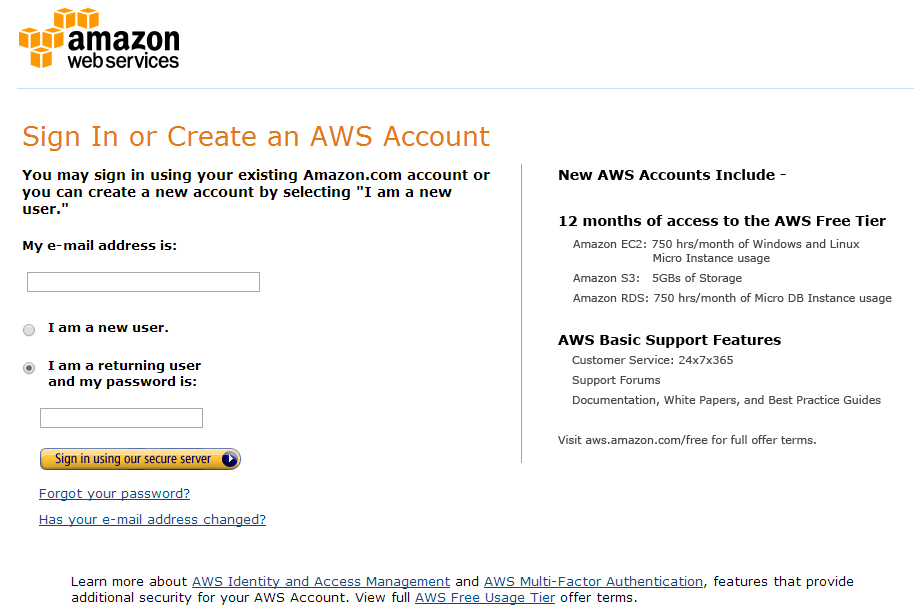 amazon
web services
Sign In or Create an AWS Account
You may sign in using your existing Amazon.com account or
you can create a new account by selecting "I am a new
user."
My e-mail address is:
I am a new user.
I am a returning user
and my password is:
Sign in using our secure server
Forgot your password?
Has your e-mail address changed?
New AWS Accounts Include -
12 months of access to the AWS Free Tier
Amazon EC2: 750 hrs/month of Windows and Linux
Micro Instance usage
Amazon S3: 5GBs of Storage
Amazon RDS: 750 hrs/month of Micro DB Instance usage
AWS Basic Support Features
Customer Service: 24x7x365
Support Forums
Documentation, White Papers, and Best Practice Guides
Visit aws.amazon.com/free for full offer terms.
Learn more about AWS Identity and Access Management and AWS Multi-Factor Authentication, features that provide
additional security for your AWS Account. View full AWS Free Usage Tier offer terms.